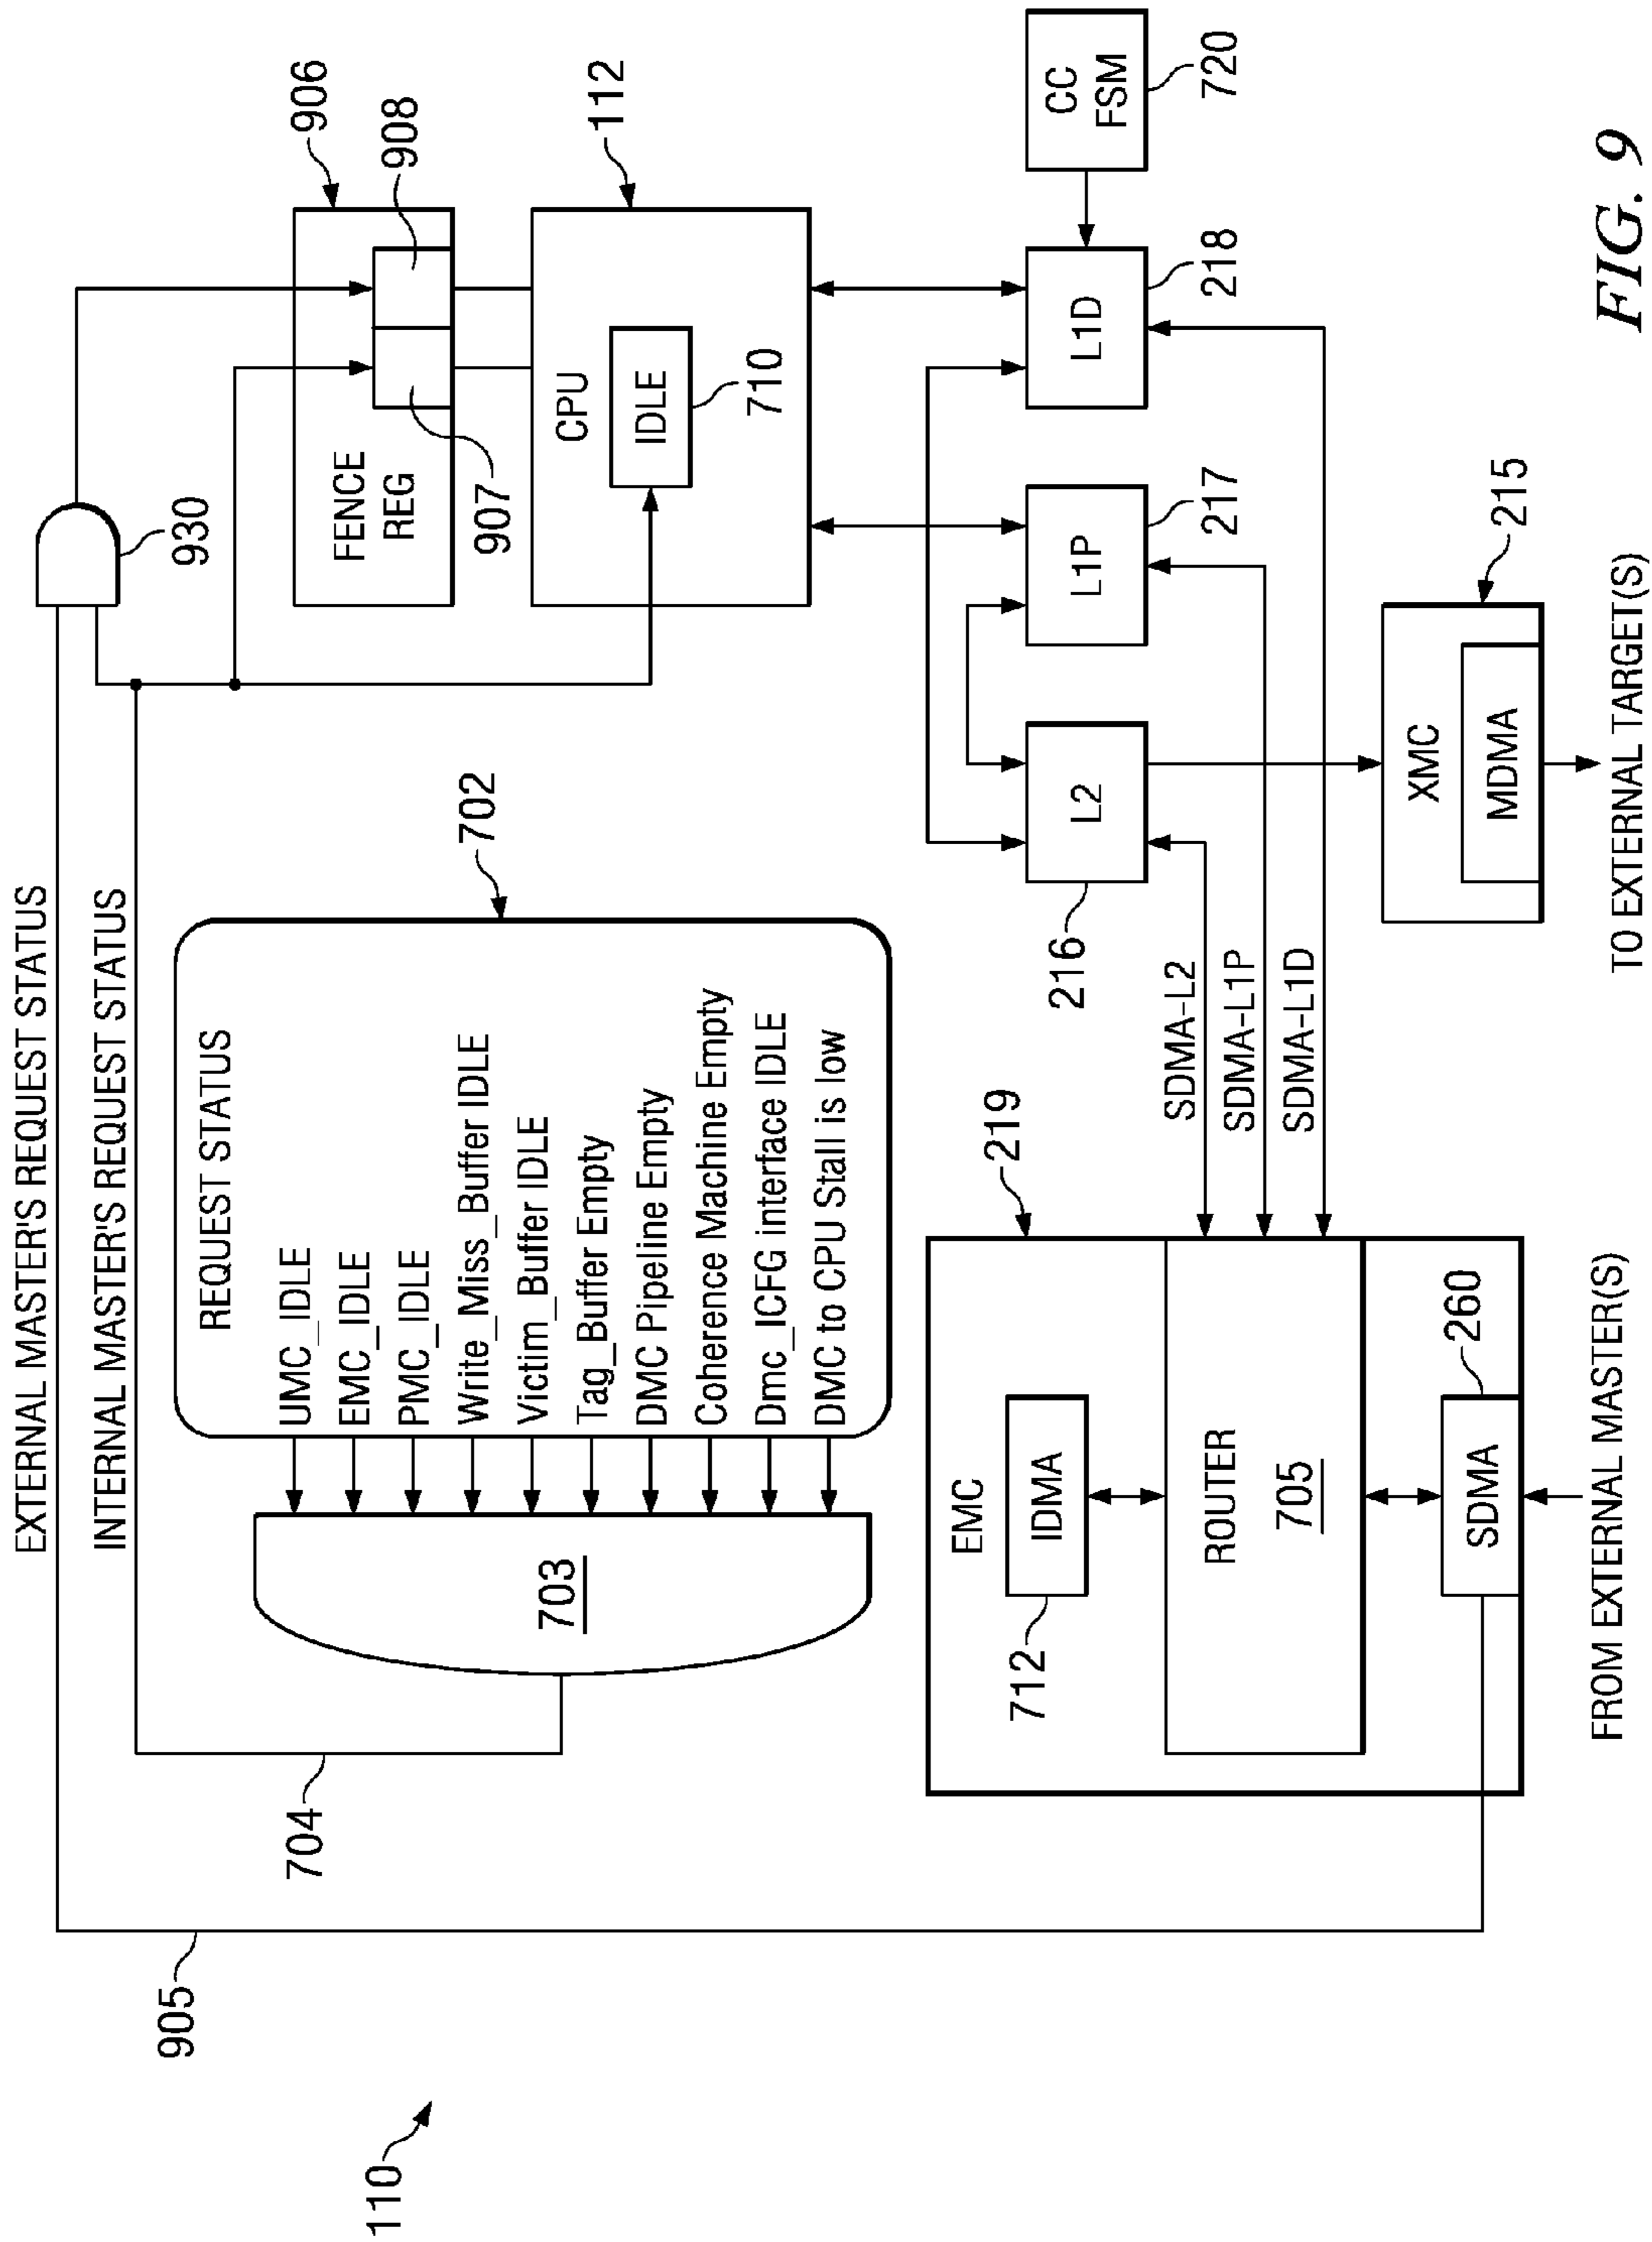 110
905
EXTERNAL MASTER'S REQUEST STATUS
INTERNAL MASTER'S REQUEST STATUS
704
703
REQUEST STATUS
UMC_IDLE
EMC_IDLE
PMC_IDLE
Write_Miss_Buffer IDLE
Victim_Buffer IDLE
Tag_Buffer Empty
DMC Pipeline Empty
Coherence Machine Empty
Dmc_ICFG interface IDLE
DMC to CPU Stall is low
702
930
906
FENCE
REG
908
907
112
CPU
IDLE
710
L2
216
L1P
217
L1D
218
CC
FSM
720
SDMA-L2
SDMA-L1P
SDMA-L1D
219
EMC
IDMA
712
ROUTER
705
SDMA
260
FROM EXTERNAL MASTER(S)
XMC
MDMA
215
TO EXTERNAL TARGET(S)
FIG. 9